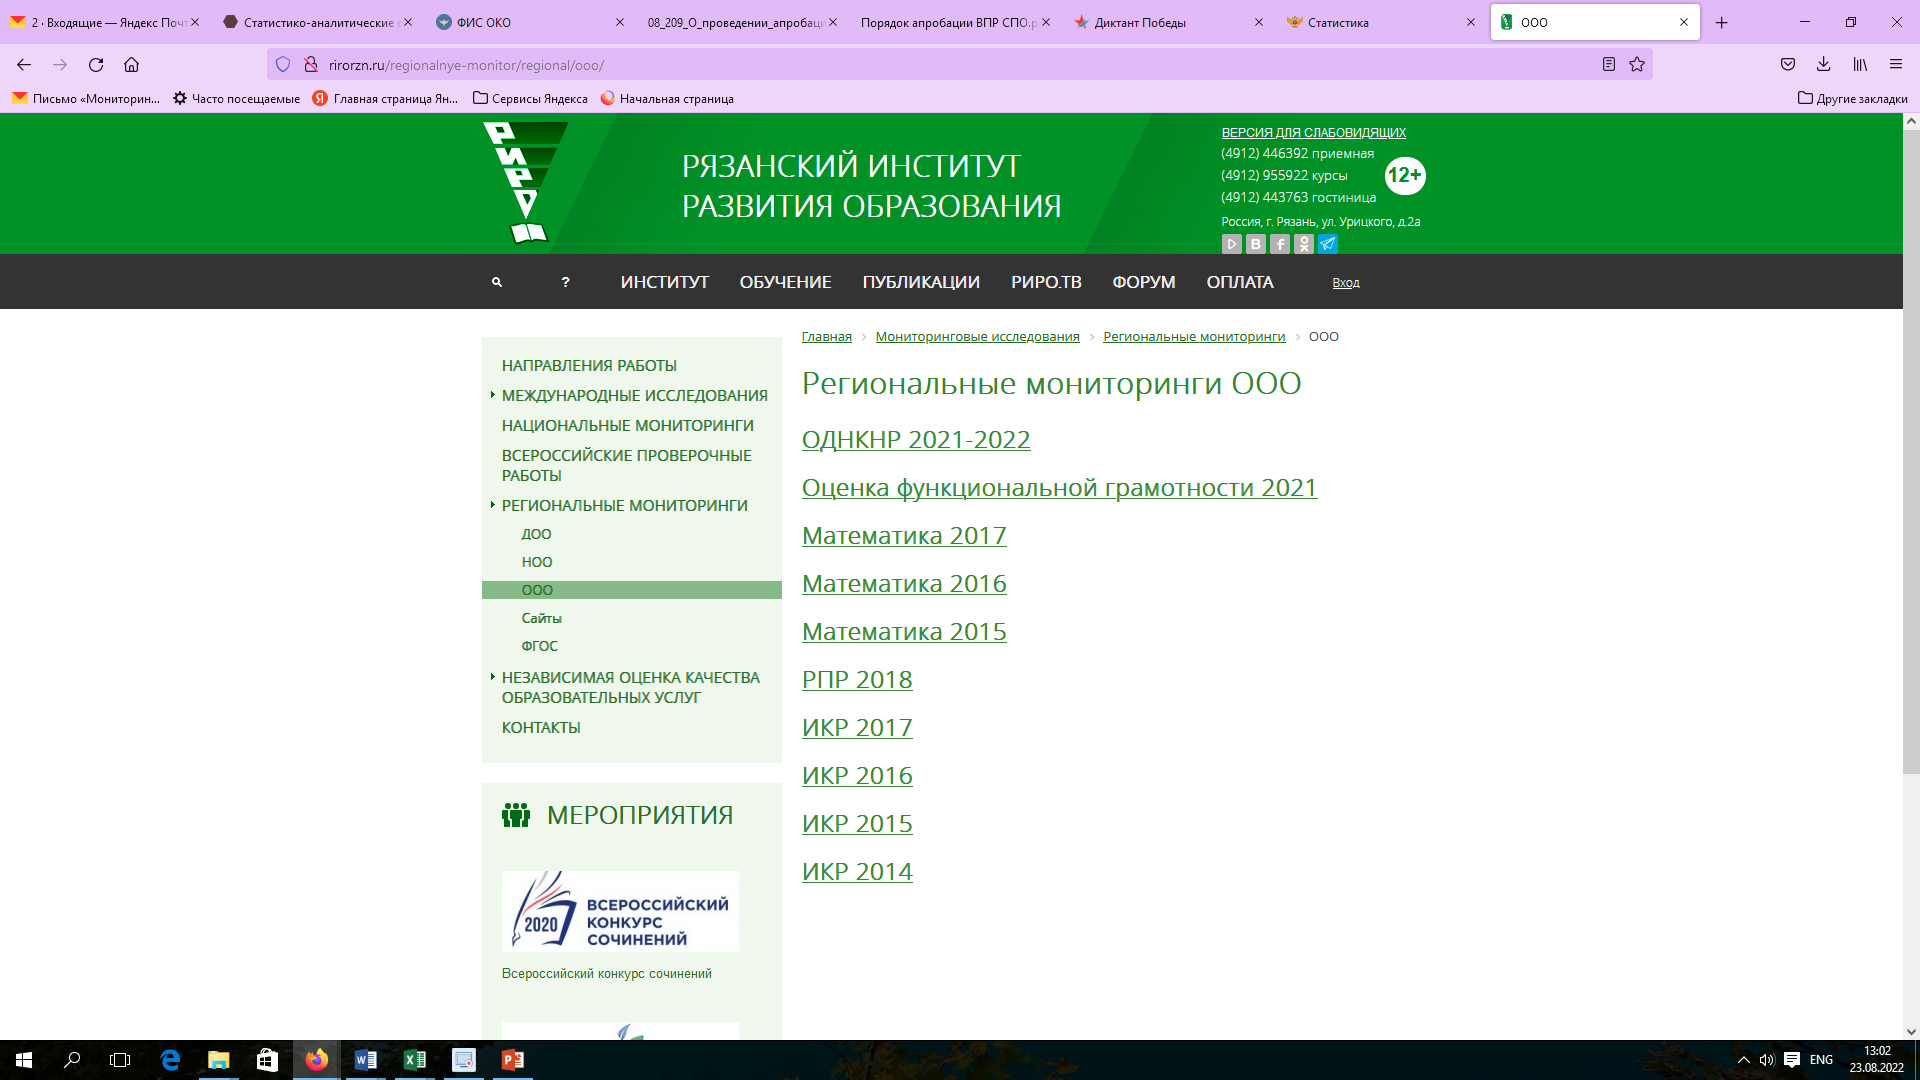 2 · Входящие — Яндекс Почт
Статистико-аналитические с
ФИС ОКО
08_209_О_проведении_апробаци
Порядок апробации ВПР СПО.р
Диктант Победы
Статистика
ООО
rirorzn.ru/regionalnye-monitor/regional/ooo/
Письмо «Мониторин...
Часто посещаемые
Я
Главная страница Ян...
Сервисы Яндекса
Начальная страница
Другие закладки
РИРО
РЯЗАНСКИЙ ИНСТИТУТ
РАЗВИТИЯ ОБРАЗОВАНИЯ
ВЕРСИЯ ДЛЯ СЛАБОВИДЯЩИХ
(4912) 446392 приемная
(4912) 955922 курсы
(4912) 443763 гостиница
12+
Россия, г. Рязань, ул. Урицкого, д.2а
?
ИНСТИТУТ
ОБУЧЕНИЕ
ПУБЛИКАЦИИ
РИРО.ТВ
ФОРУМ
ОПЛАТА
Вход
НАПРАВЛЕНИЯ РАБОТЫ
МЕЖДУНАРОДНЫЕ ИССЛЕДОВАНИЯ
НАЦИОНАЛЬНЫЕ МОНИТОРИНГИ
ВСЕРОССИЙСКИЕ ПРОВЕРОЧНЫЕ
РАБОТЫ
РЕГИОНАЛЬНЫЕ МОНИТОРИНГИ
ДОО
НОО
ООО
Сайты
ФГОС
НЕЗАВИСИМАЯ ОЦЕНКА КАЧЕСТВА
ОБРАЗОВАТЕЛЬНЫХ УСЛУГ
КОНТАКТЫ
МЕРОПРИЯТИЯ
2020
ВСЕРОССИЙСКИЙ
КОНКУРС
СОЧИНЕНИЙ
Всероссийский конкурс сочинений
Главная > Мониторинговые исследования > Региональные мониторинги > ООО
Региональные мониторинги ООО
ОДНКНР 2021-2022
Оценка функциональной грамотности 2021
Математика 2017
Математика 2016
Математика 2015
РПР 2018
ИКР 2017
ИКР 2016
ИКР 2015
ИКР 2014
ENG
13:02
23.08.2022